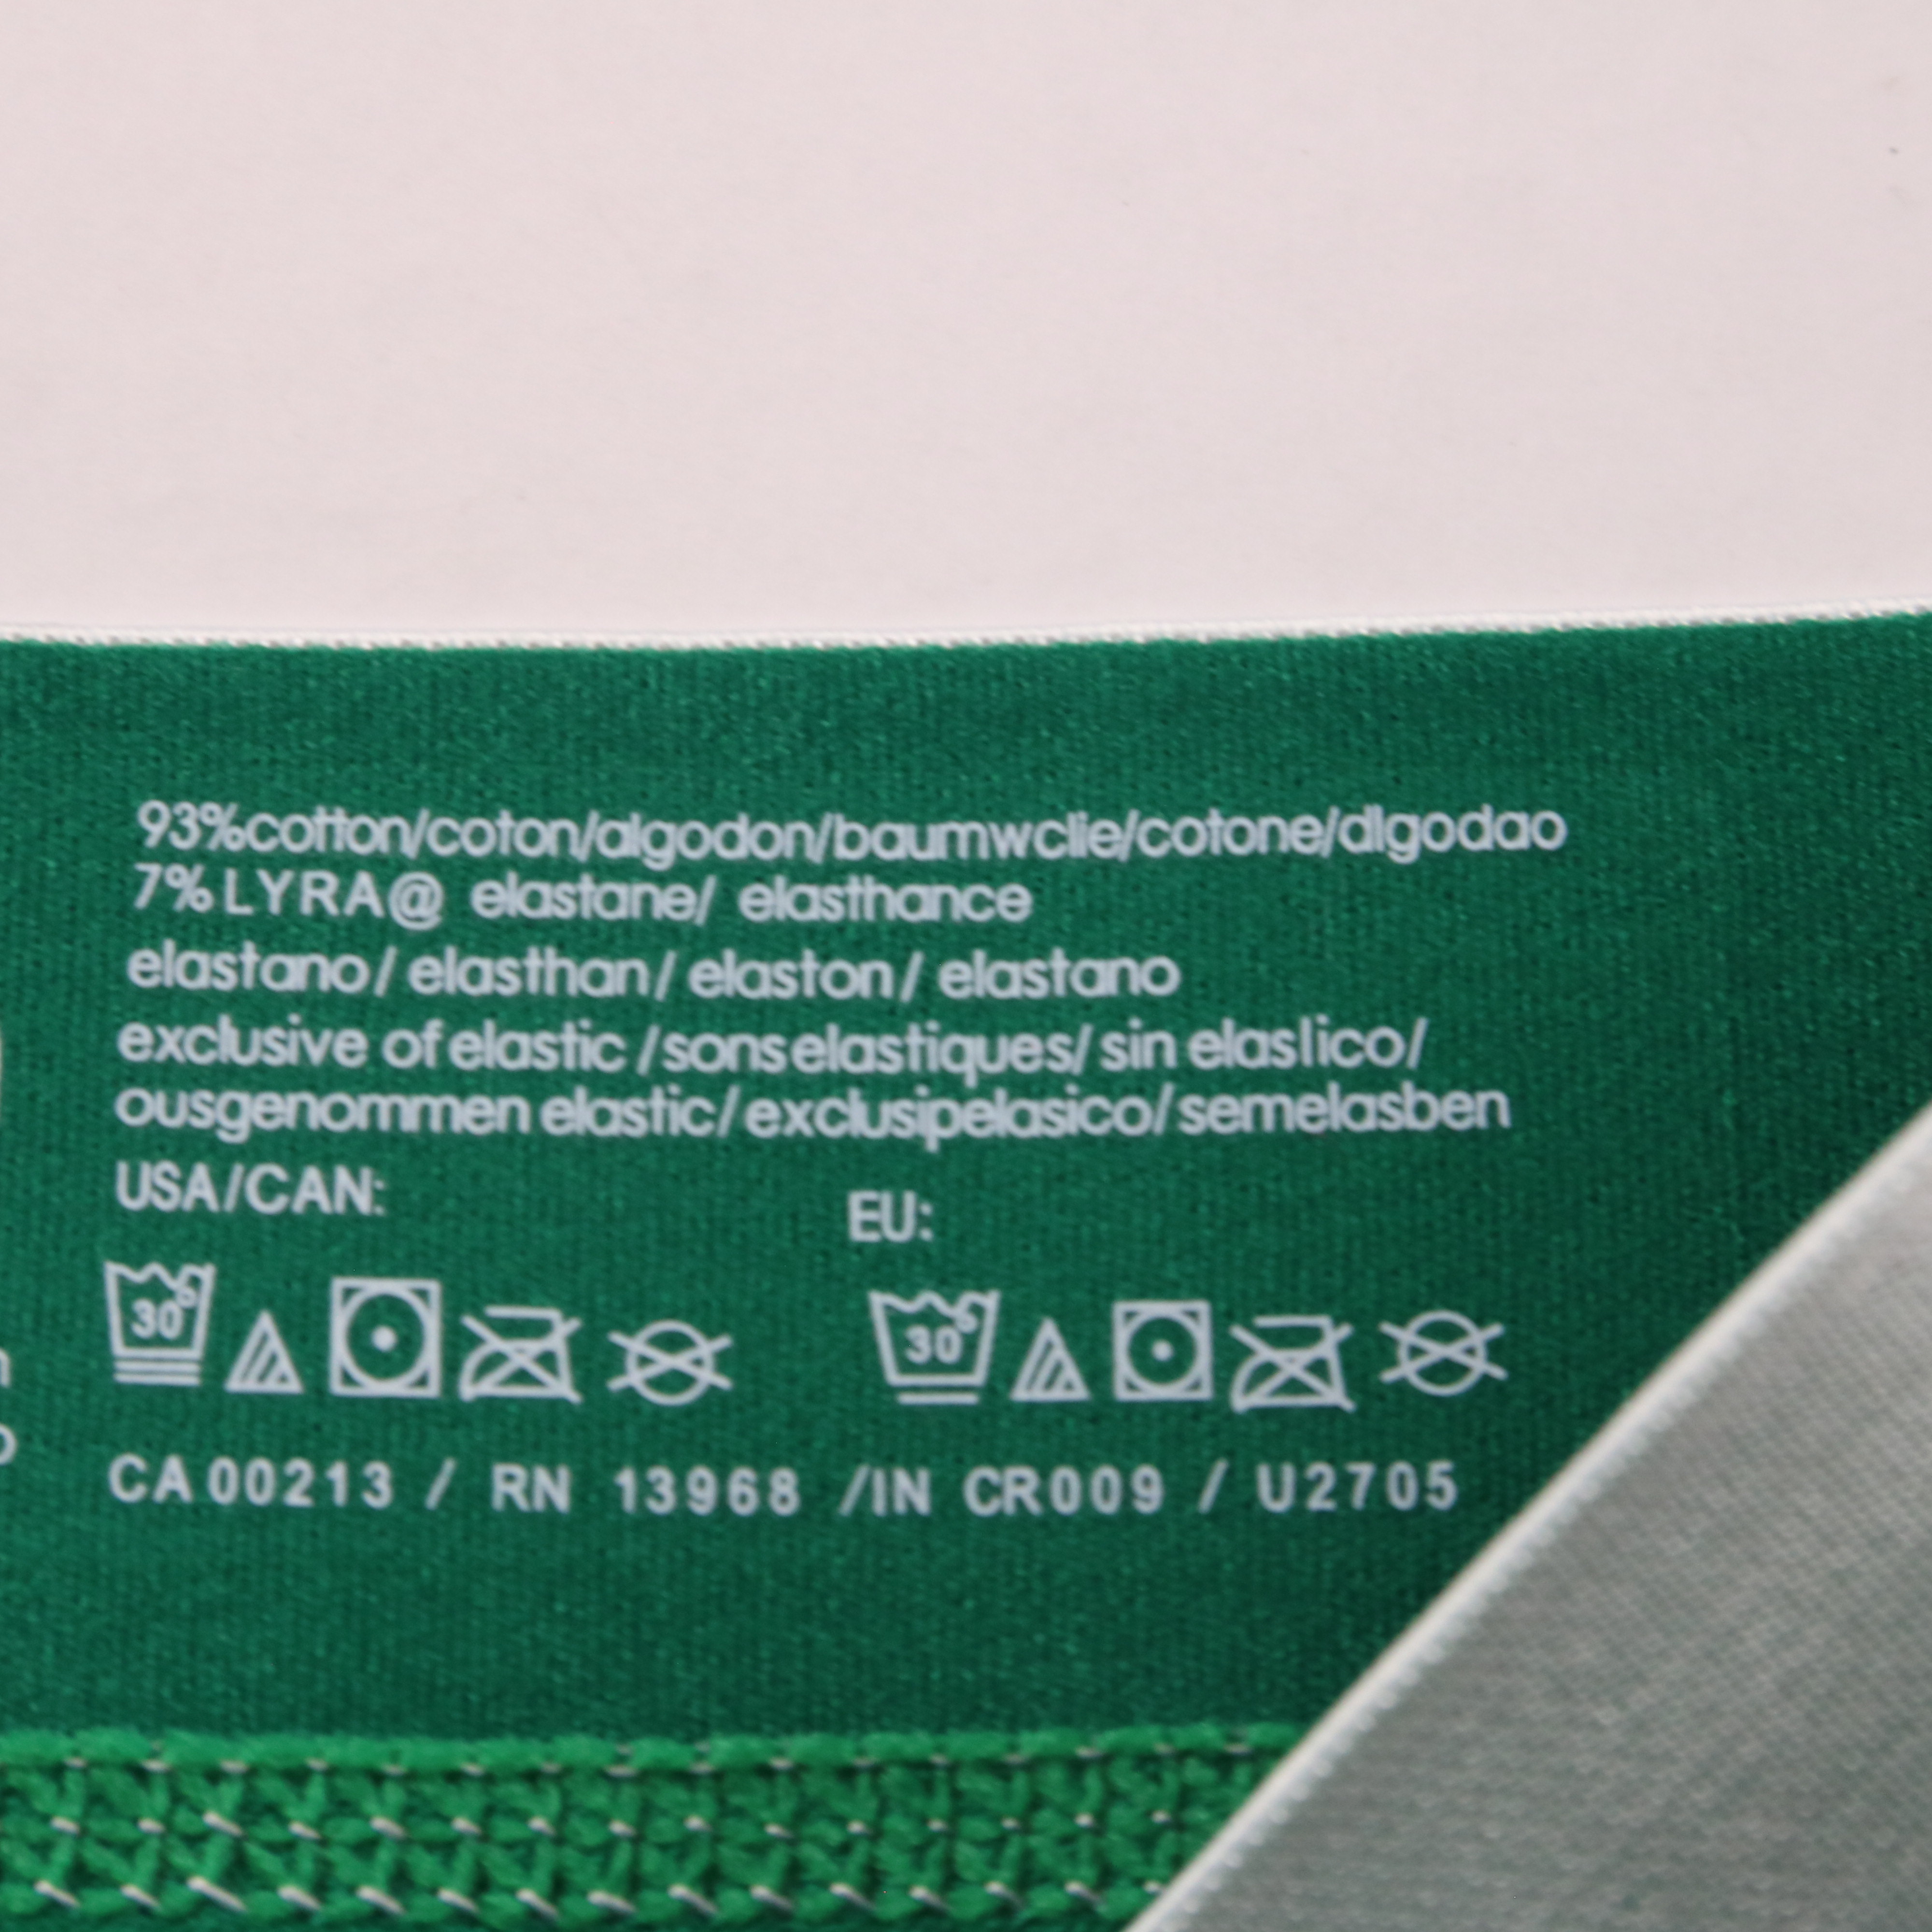 93%cotton/coton/algodon/baumwclie/cotone/dlgodao
7%LYRA@ elastane/ elasthance
elastano/ elasthan/ elaston/ elastano
exclusive of elastic /sonselastiques/ sin elaslico/
ousgenommen elastic/exclusipelasico/semelasben
USA/CAN:
EU:
30
30
CA00213 / RN 13968 /IN CR009 / U2705